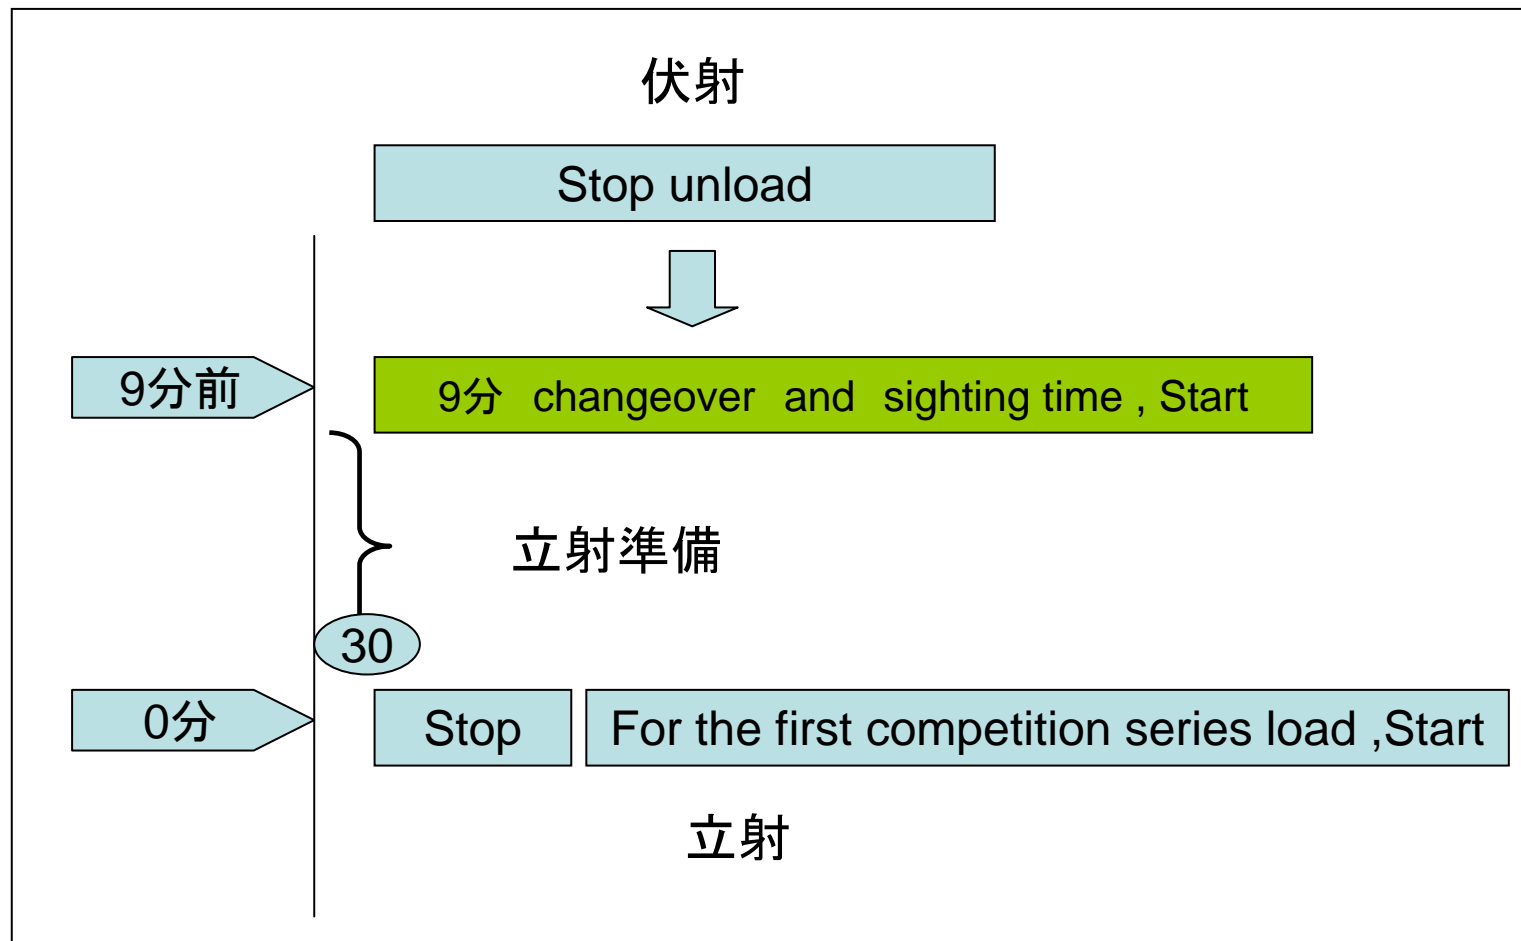 伏射
Stop unload
9分前
9分 changeover and sighting time , Start
立射準備
30
0分
Stop
For the first competition series load ,Start
立射